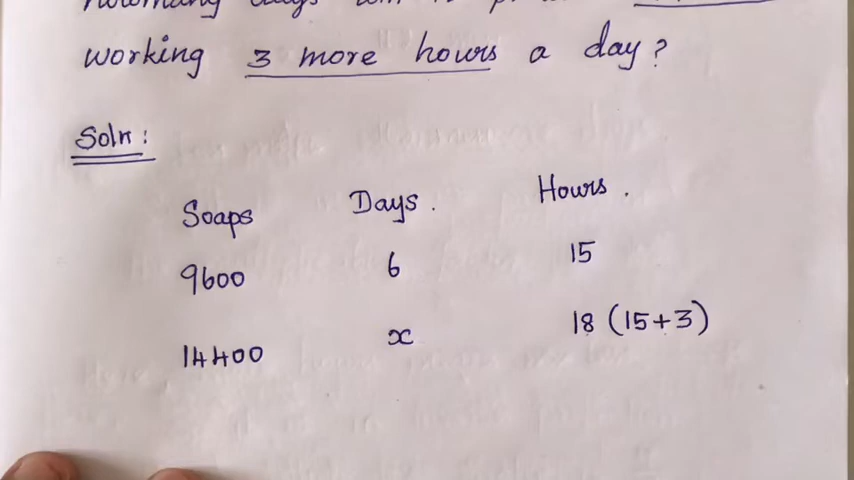 working 3 more hours a day?
Soln:
Soaps Days. Hours.
9600 6 15
14400 x 18 (15+3)